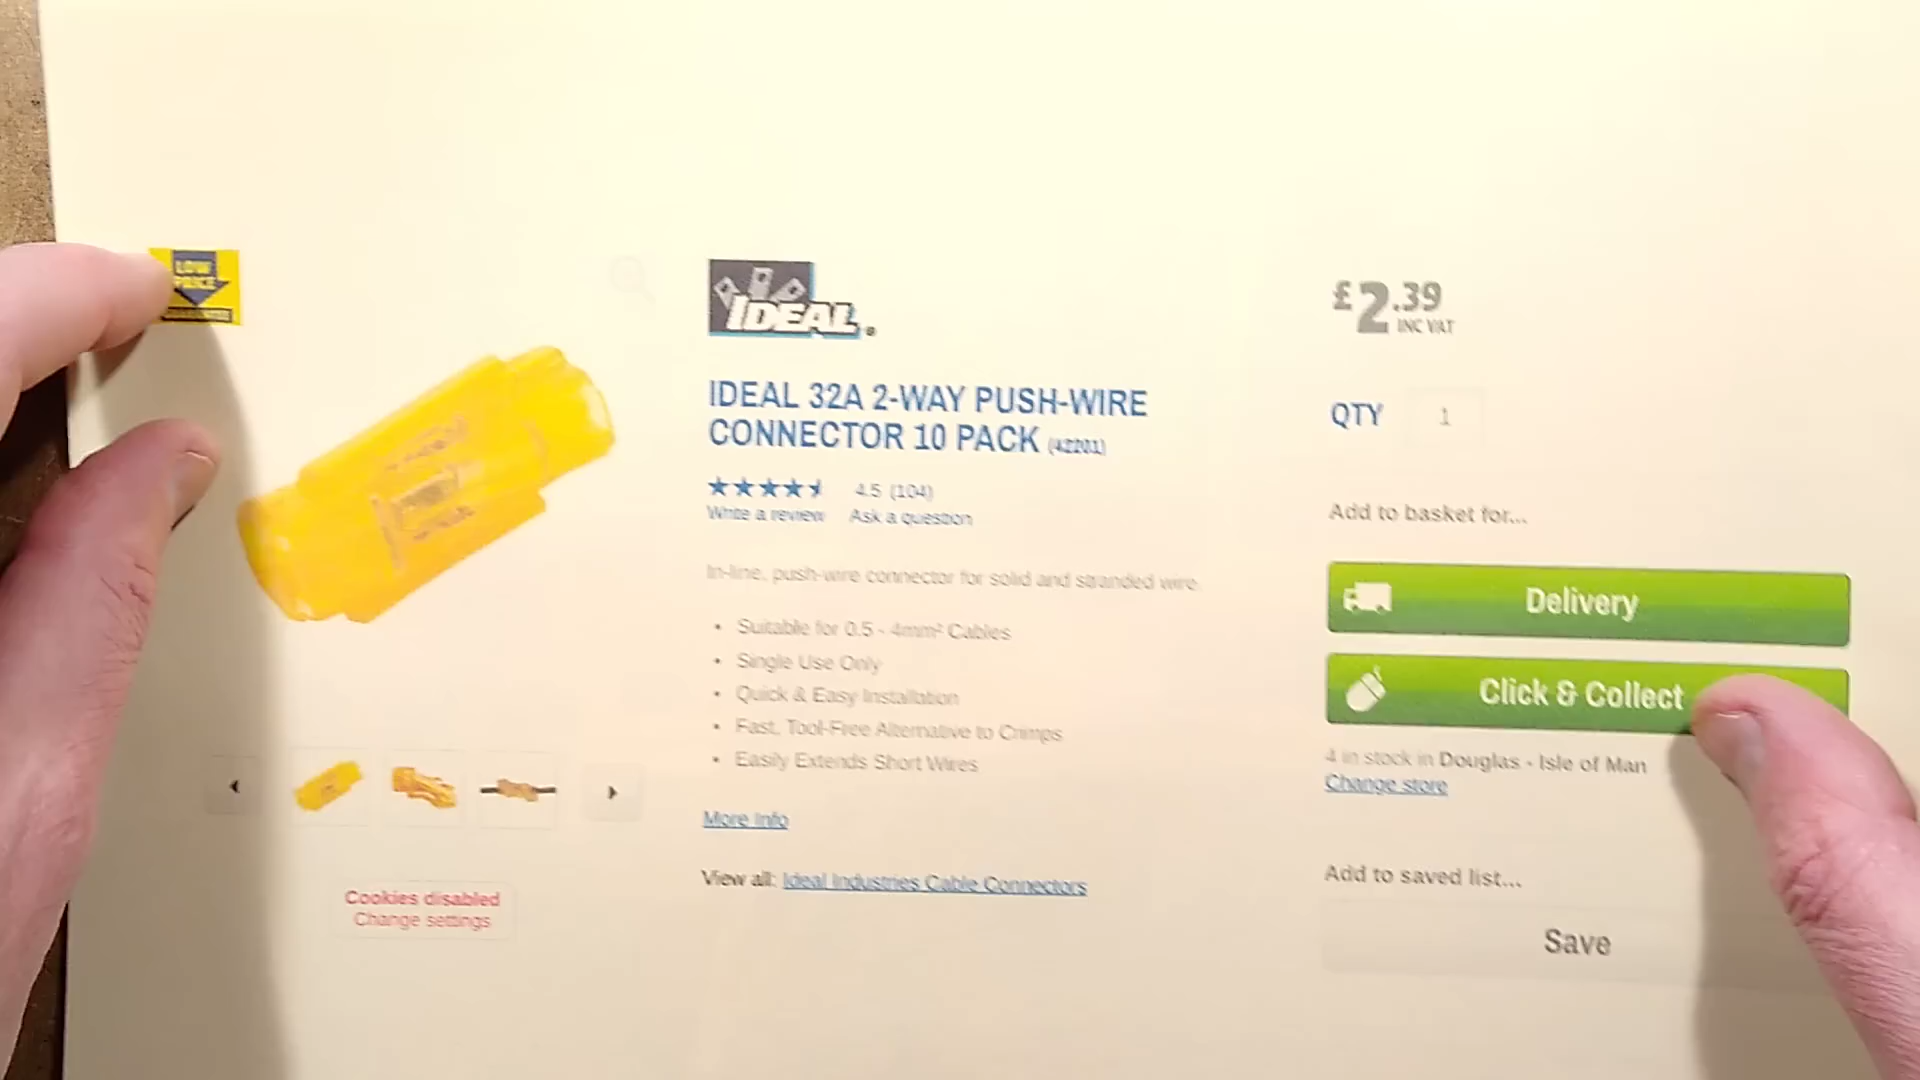 LOW
PRICE
IDEAL
£2.39
INC VAT
IDEAL 32A 2-WAY PUSH-WIRE
CONNECTOR 10 PACK (42201)
QTY 1
4.5 (104)
Write a review Ask a question
Add to basket for...
In-line, push-wire connector for solid and stranded wire.
Delivery
• Suitable for 0.5 - 4mm² Cables
• Single Use Only
• Quick & Easy Installation
• Fast, Tool-Free Alternative to Crimps
• Easily Extends Short Wires
Click & Collect
4 in stock in Douglas - Isle of Man
Change store
More Info
View all: Ideal Industries Cable Connectors
Add to saved list...
Save
Cookies disabled
Change settings